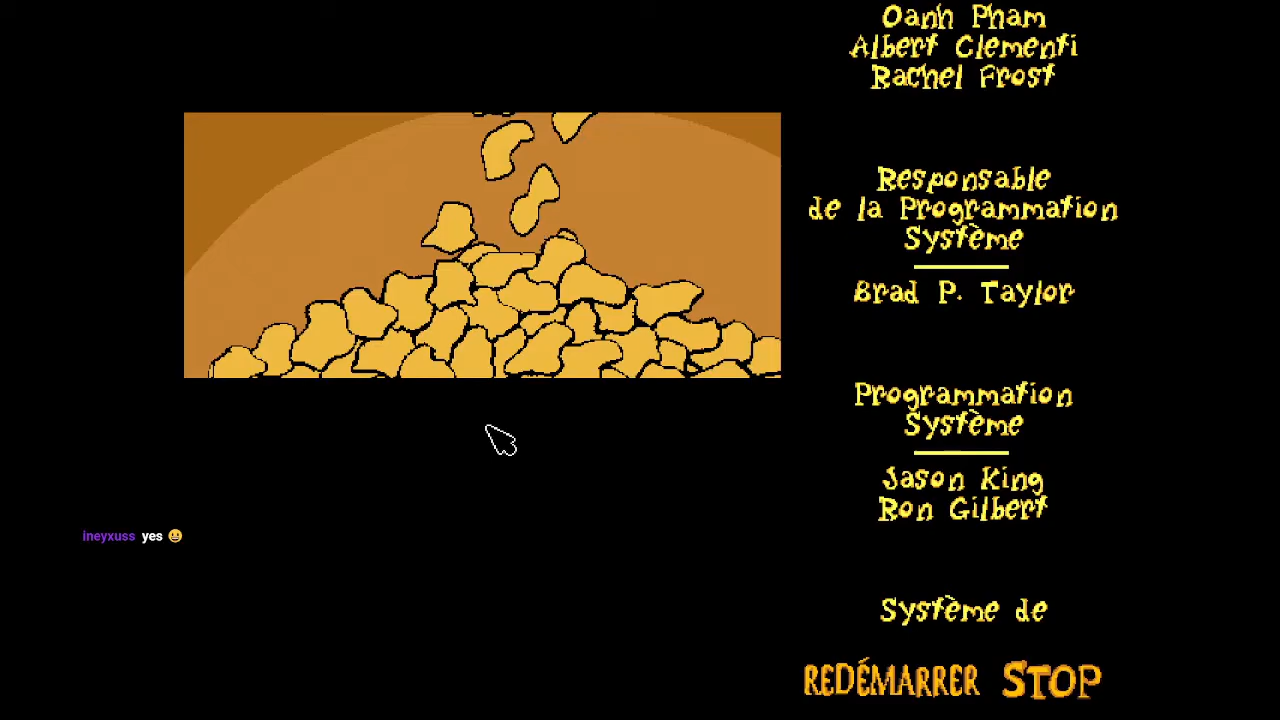 Oanh Pham
Albert Clementi
Rachel Frost
Responsable
de la Programmation
Système
Brad P. Taylor
Programmation
Système
Jason King
Ron Gilbert
ineyxuss yes 😀
Système de
REDÉMARRER STOP